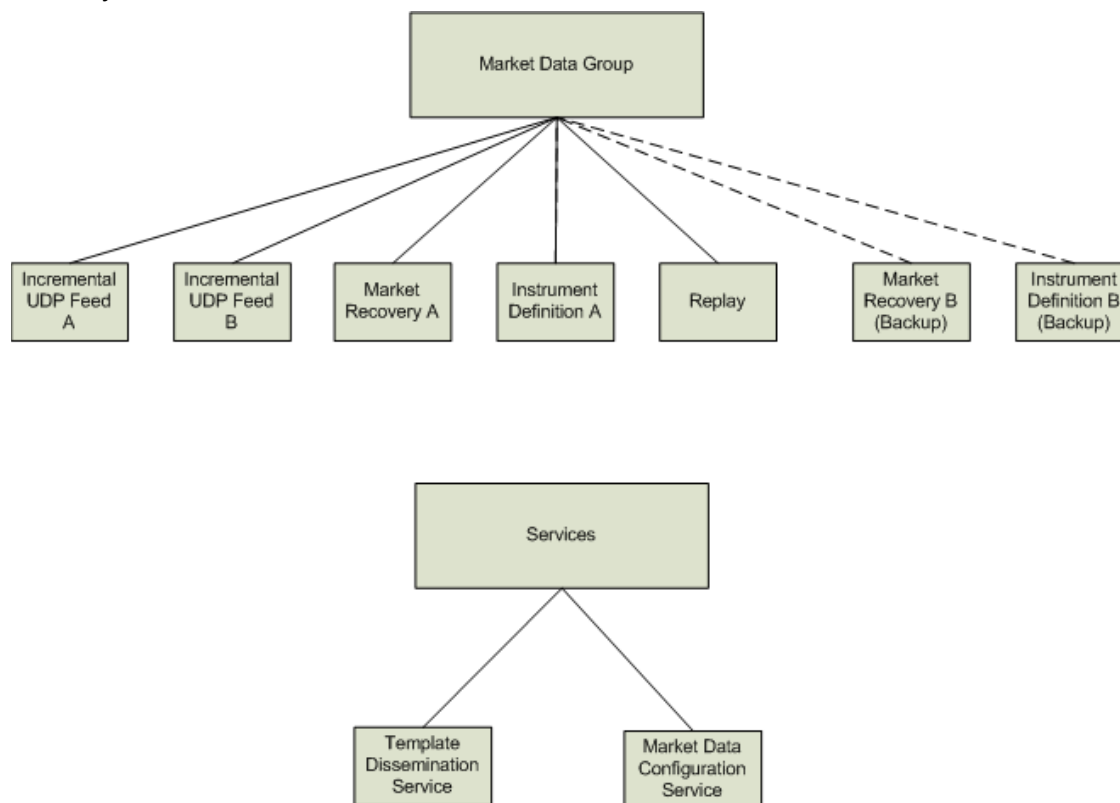 Market Data Group
Incremental
UDP Feed
A
Incremental
UDP Feed
B
Market
Recovery A
Instrument
Definition A
Replay
Market
Recovery B
(Backup)
Instrument
Definition B
(Backup)
Services
Template
Dissemination
Service
Market Data
Configuration
Service